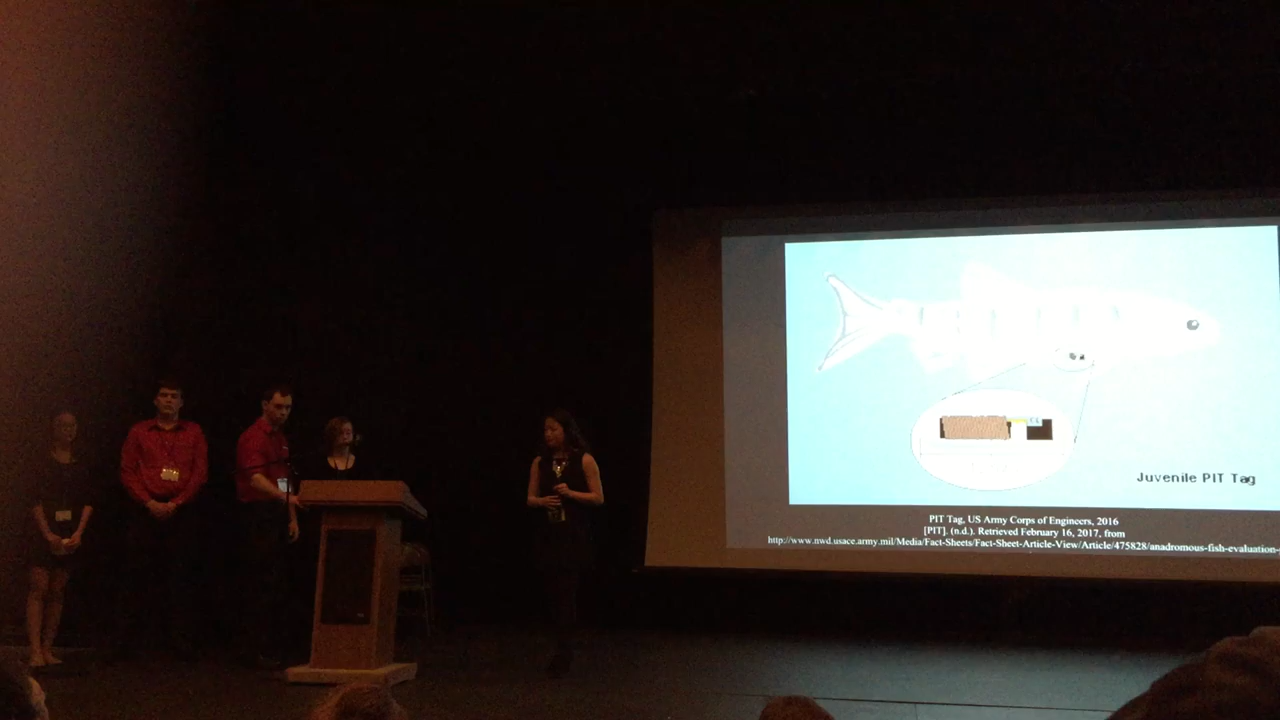 Juvenile PIT Tag
PIT Tag, US Army Corps of Engineers, 2016
[PIT]. (n.d.). Retrieved February 16, 2017, from
http://www.nwd.usace.army.mil/Media/Fact-Sheets/Fact-Sheet-Article-View/Article/475828/anadromous-fish-evaluation-